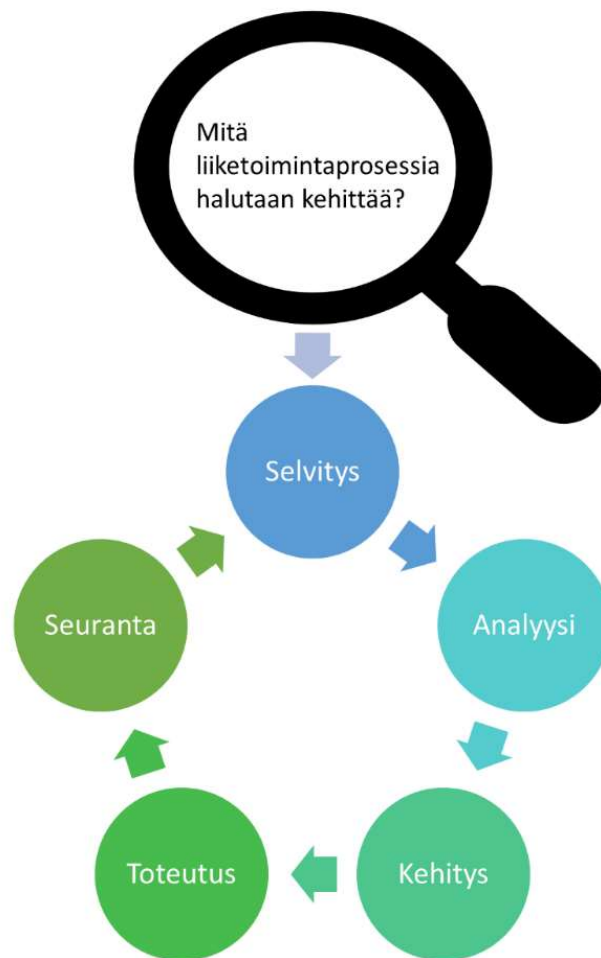 Mitä
liiketoimintaprosessia
halutaan kehittää?
Selvitys
Seuranta
Analyysi
Toteutus
Kehitys